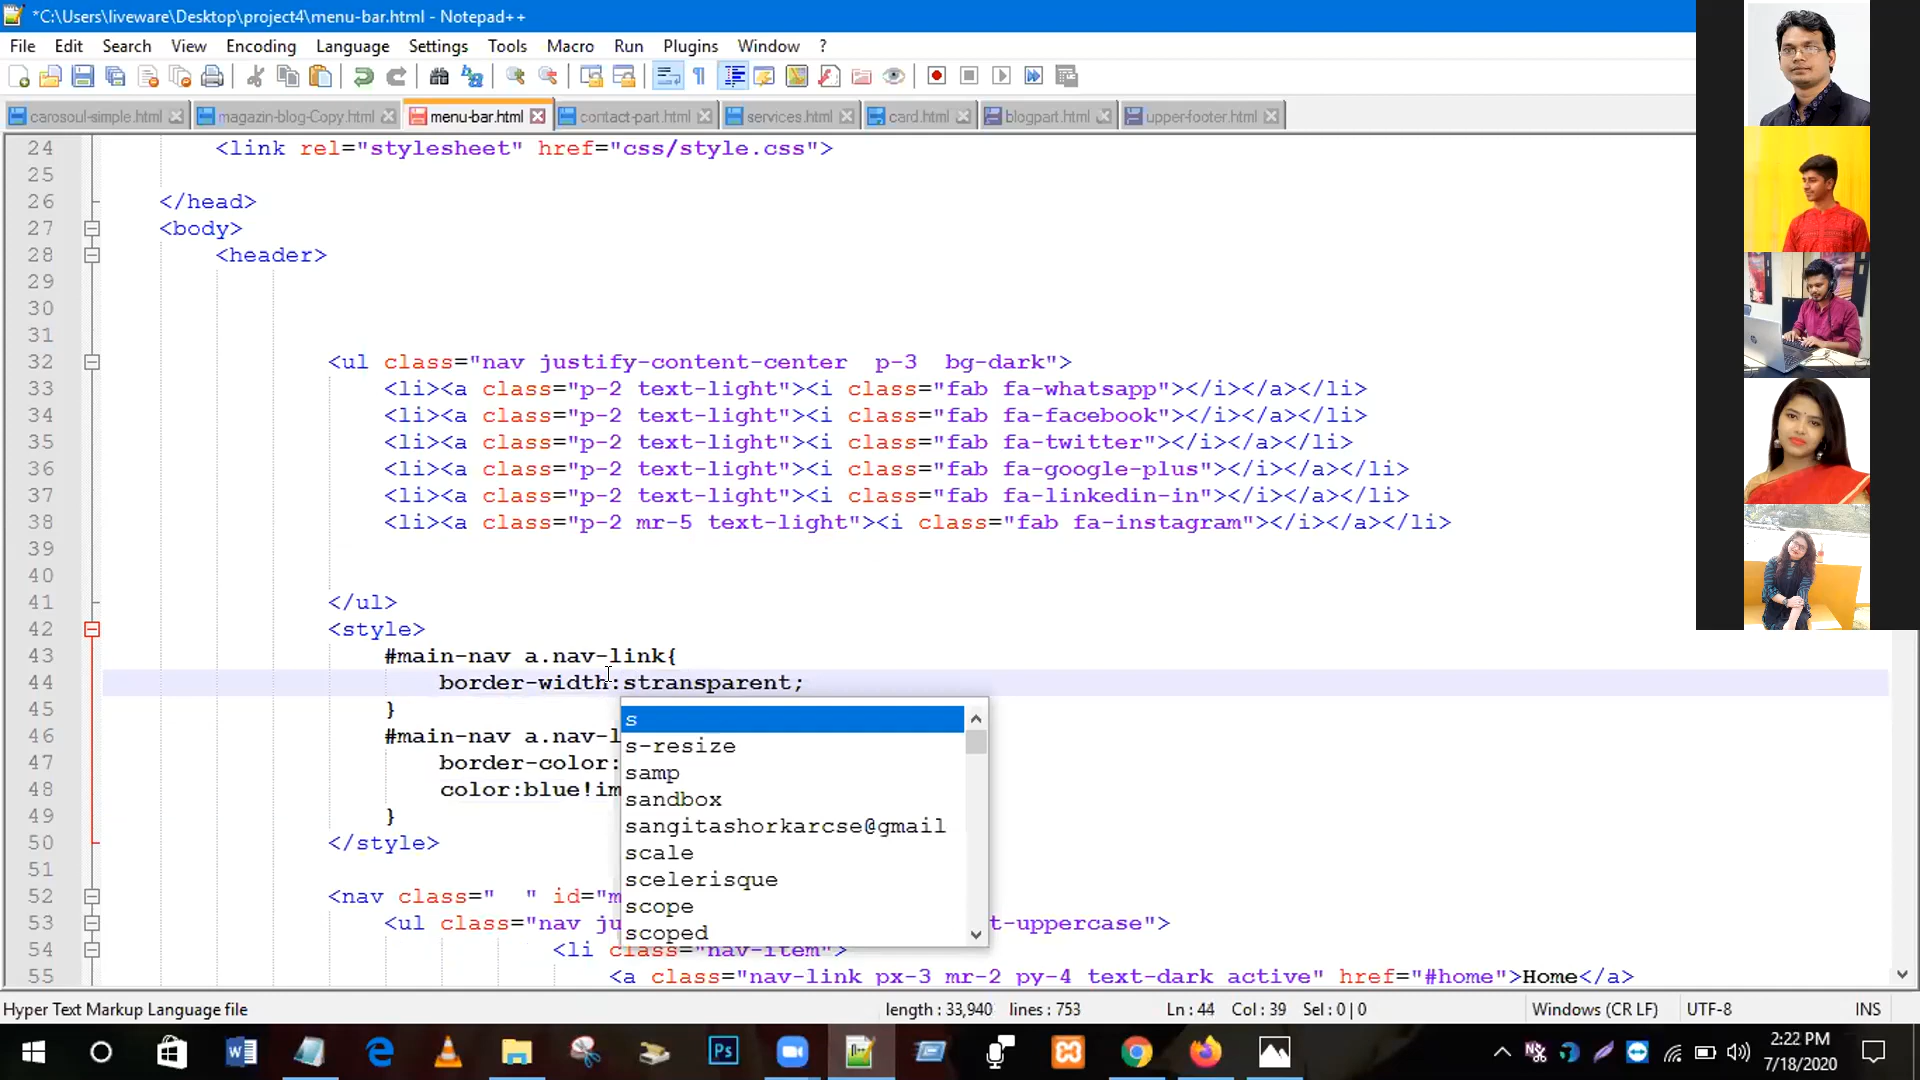 *C:\Users\liveware\Desktop\project4\menu-bar.html - Notepad++
File Edit Search View Encoding Language Settings Tools Macro Run Plugins Window ?
carosoul-simple.html magazin-blog-Copy.html menu-bar.html contact-part.html services.html card.html blogpart.html upper-footer.html
24 <link rel="stylesheet" href="css/style.css">
25
26 </head>
27 <body>
28 <header>
29
30
31
32 <ul class="nav justify-content-center  p-3  bg-dark">
33 <li><a class="p-2 text-light"><i class="fab fa-whatsapp"></i></a></li>
34 <li><a class="p-2 text-light"><i class="fab fa-facebook"></i></a></li>
35 <li><a class="p-2 text-light"><i class="fab fa-twitter"></i></a></li>
36 <li><a class="p-2 text-light"><i class="fab fa-google-plus"></i></a></li>
37 <li><a class="p-2 text-light"><i class="fab fa-linkedin-in"></i></a></li>
38 <li><a class="p-2 mr-5 text-light"><i class="fab fa-instagram"></i></a></li>
39
40
41 </ul>
42 <style>
43 #main-nav a.nav-link{
44 border-width:stransparent;
45 }
46 #main-nav a.nav-l
47 border-color:
48 color:blue!im
49 }
50 </style>
51
52 <nav class="  " id="m
53 <ul class="nav ju t-uppercase">
54 <li class="nav-item">
55 <a class="nav-link px-3 mr-2 py-4 text-dark active" href="#home">Home</a>
s
s-resize
samp
sandbox
sangitashorkarcse@gmail
scale
scelerisque
scope
scoped
Hyper Text Markup Language file length : 33,940 lines : 753 Ln : 44 Col : 39 Sel : 0 | 0 Windows (CR LF) UTF-8 INS
2:22 PM
7/18/2020